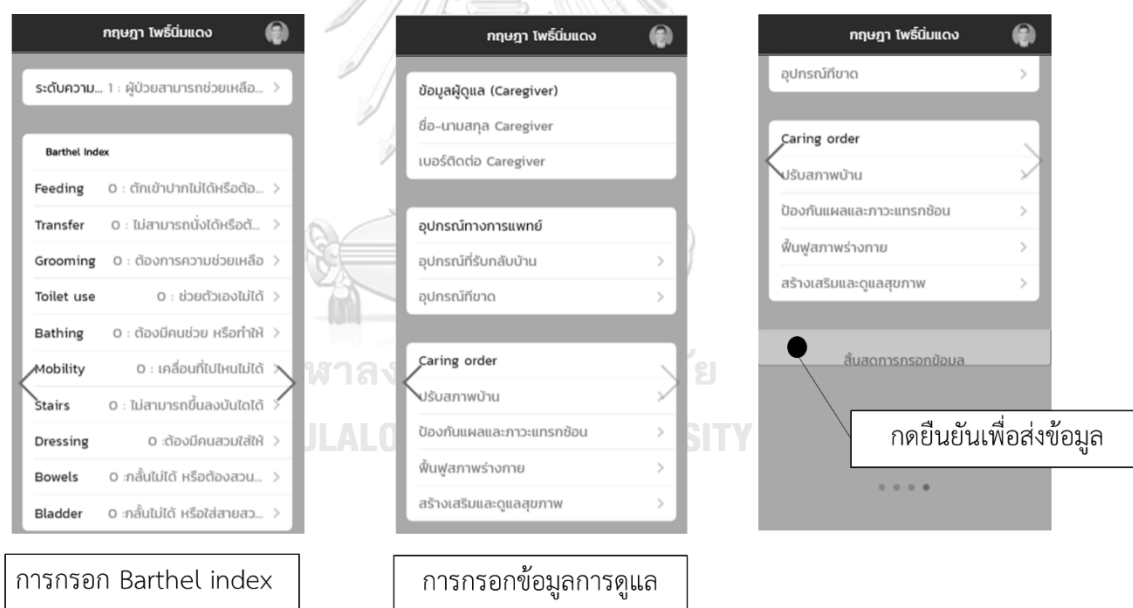 กฤษฎา โพธิ์นิ่มแดง
ระดับความ... 1 : ผู้ป่วยสามารถช่วยเหลือ...
Barthel Index
Feeding 0 : ตักเข้าปากไม่ได้หรือต้อ...
Transfer 0 : ไม่สามารถนั่งได้หรือต้...
Grooming 0 : ต้องการความช่วยเหลือ
Toilet use 0 : ช่วยตัวเองไม่ได้
Bathing 0 : ต้องมีคนช่วย หรือทำให้
Mobility 0 : เคลื่อนที่ไปไหนไม่ได้
Stairs 0 : ไม่สามารถขึ้นลงบันไดได้
Dressing 0 :ต้องมีคนสวมใส่ให้
Bowels 0 :กลั้นไม่ได้ หรือต้องสวน...
Bladder 0 :กลั้นไม่ได้ หรือใส่สายสว...
การกรอก Barthel index
กฤษฎา โพธิ์นิ่มแดง
ข้อมูลผู้ดูแล (Caregiver)
ชื่อ-นามสกุล Caregiver
เบอร์ติดต่อ Caregiver
อุปกรณ์ทางการแพทย์
อุปกรณ์ที่รับกลับบ้าน
อุปกรณ์ที่ขาด
Caring order
ปรับสภาพบ้าน
ป้องกันแผลและภาวะแทรกซ้อน
ฟื้นฟูสภาพร่างกาย
สร้างเสริมและดูแลสุขภาพ
การกรอกข้อมูลการดูแล
กฤษฎา โพธิ์นิ่มแดง
อุปกรณ์ที่ขาด
Caring order
ปรับสภาพบ้าน
ป้องกันแผลและภาวะแทรกซ้อน
ฟื้นฟูสภาพร่างกาย
สร้างเสริมและดูแลสุขภาพ
สิ้นสุดการกรอกข้อมูล
กดยืนยันเพื่อส่งข้อมูล